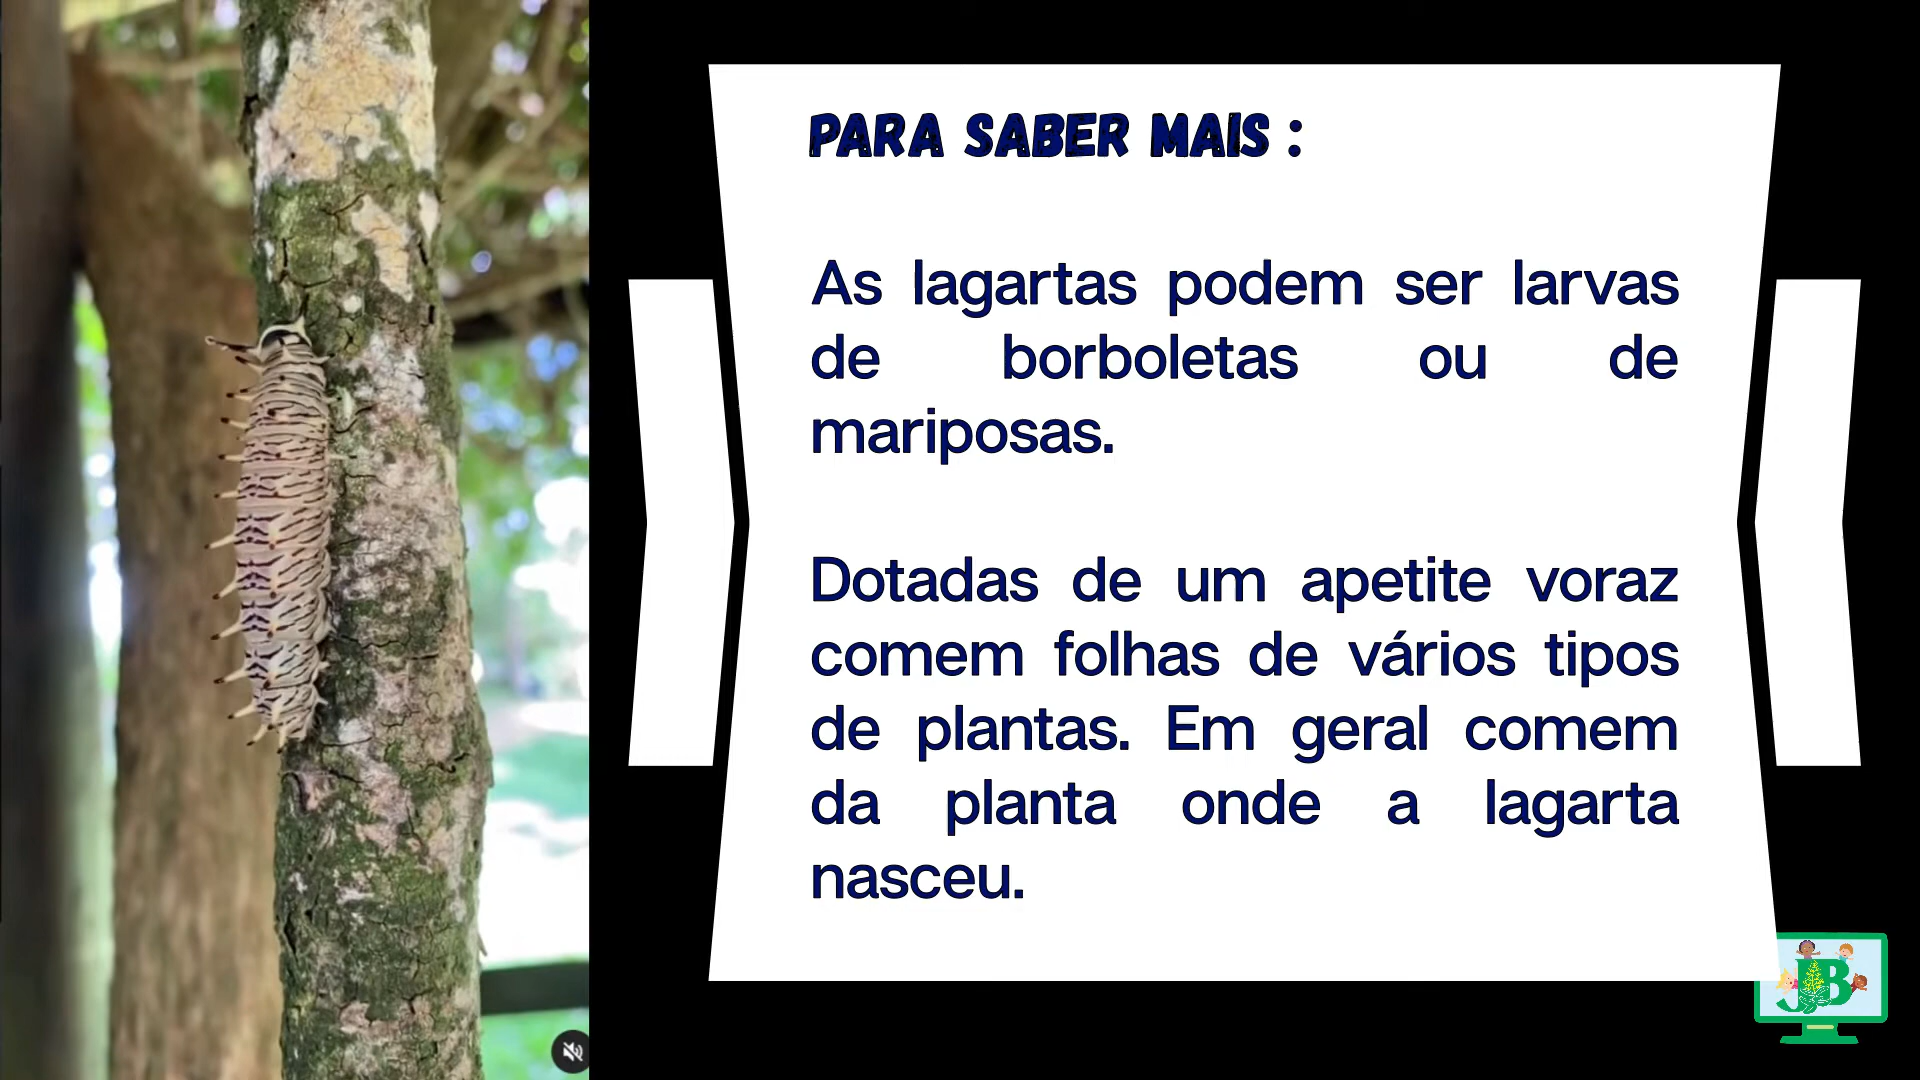 PARA SABER MAIS :
As lagartas podem ser larvas
de borboletas ou de
mariposas.
Dotadas de um apetite voraz
comem folhas de vários tipos
de plantas. Em geral comem
da planta onde a lagarta
nasceu.
JB